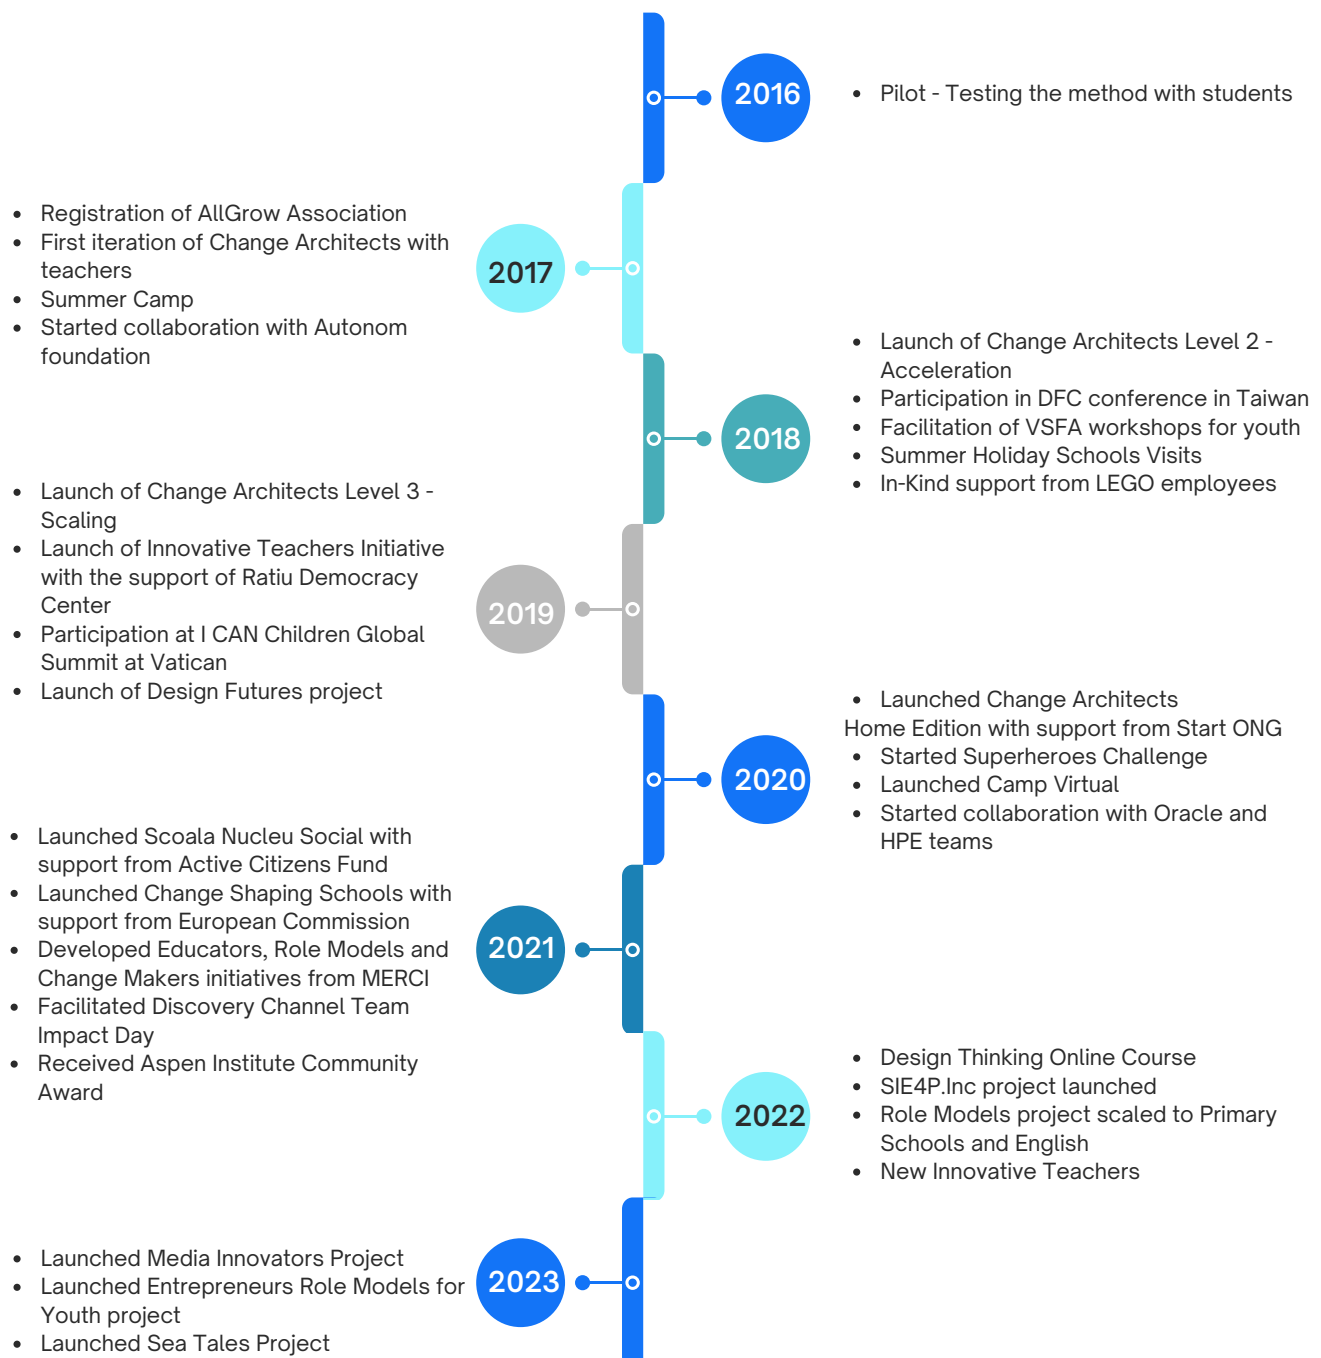 2016
• Pilot - Testing the method with students
2017
• Registration of AllGrow Association
• First iteration of Change Architects with
teachers
• Summer Camp
• Started collaboration with Autonom
foundation
2018
• Launch of Change Architects Level 2 -
Acceleration
• Participation in DFC conference in Taiwan
• Facilitation of VSFA workshops for youth
• Summer Holiday Schools Visits
• In-Kind support from LEGO employees
2019
• Launch of Change Architects Level 3 -
Scaling
• Launch of Innovative Teachers Initiative
with the support of Ratiu Democracy
Center
• Participation at I CAN Children Global
Summit at Vatican
• Launch of Design Futures project
2020
• Launched Change Architects
Home Edition with support from Start ONG
• Started Superheroes Challenge
• Launched Camp Virtual
• Started collaboration with Oracle and
HPE teams
2021
• Launched Scoala Nucleu Social with
support from Active Citizens Fund
• Launched Change Shaping Schools with
support from European Commission
• Developed Educators, Role Models and
Change Makers initiatives from MERCI
• Facilitated Discovery Channel Team
Impact Day
• Received Aspen Institute Community
Award
2022
• Design Thinking Online Course
• SIE4P.Inc project launched
• Role Models project scaled to Primary
Schools and English
• New Innovative Teachers
2023
• Launched Media Innovators Project
• Launched Entrepreneurs Role Models for
Youth project
• Launched Sea Tales Project